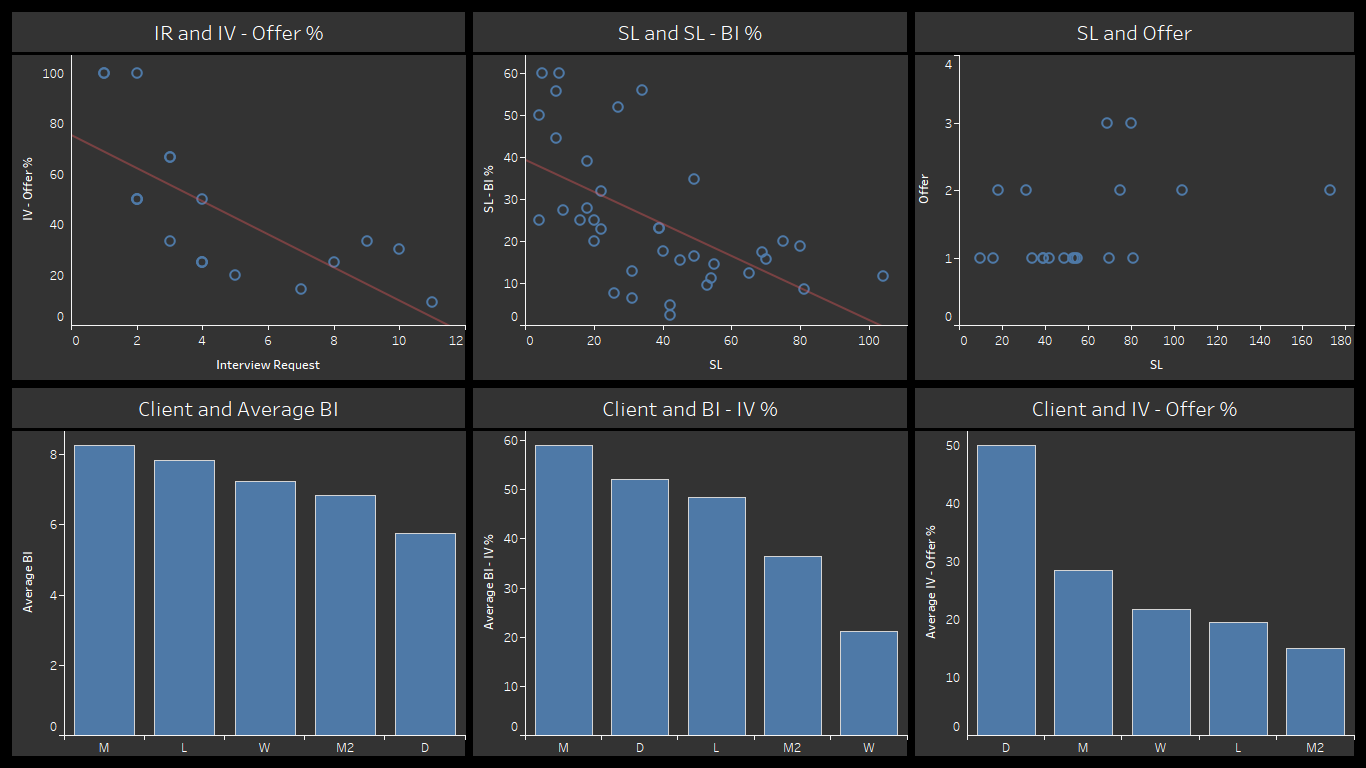 IR and IV - Offer %
SL and SL - BI %
SL and Offer
IV - Offer %
100
80
60
40
20
0
0 2 4 6 8 10 12
Interview Request
SL - BI %
60
50
40
30
20
10
0
0 20 40 60 80 100
SL
Offer
4
3
2
1
0
0 20 40 60 80 100 120 140 160 180
SL
Client and Average BI
Client and BI - IV %
Client and IV - Offer %
Average BI
8
6
4
2
0
M L W M2 D
Average BI - IV %
60
50
40
30
20
10
0
M D L M2 W
Average IV - Offer %
50
40
30
20
10
0
D M W L M2